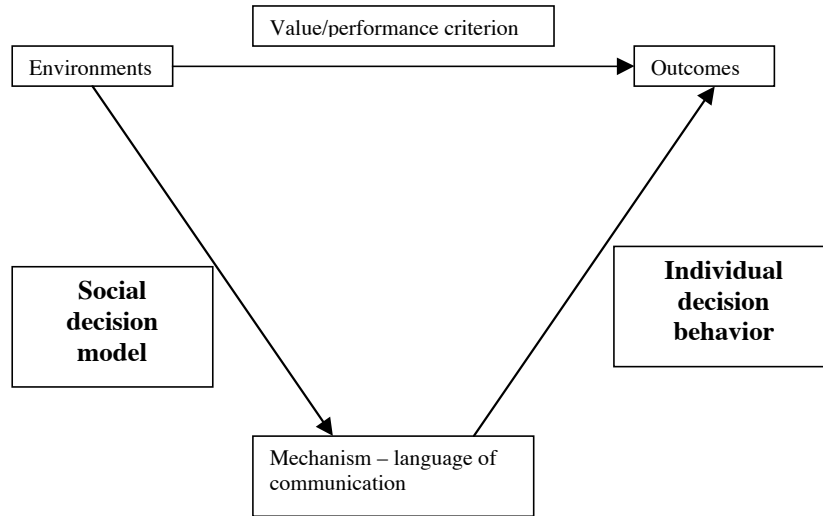 Value/performance criterion
Environments
Outcomes
Social
decision
model
Individual
decision
behavior
Mechanism – language of
communication